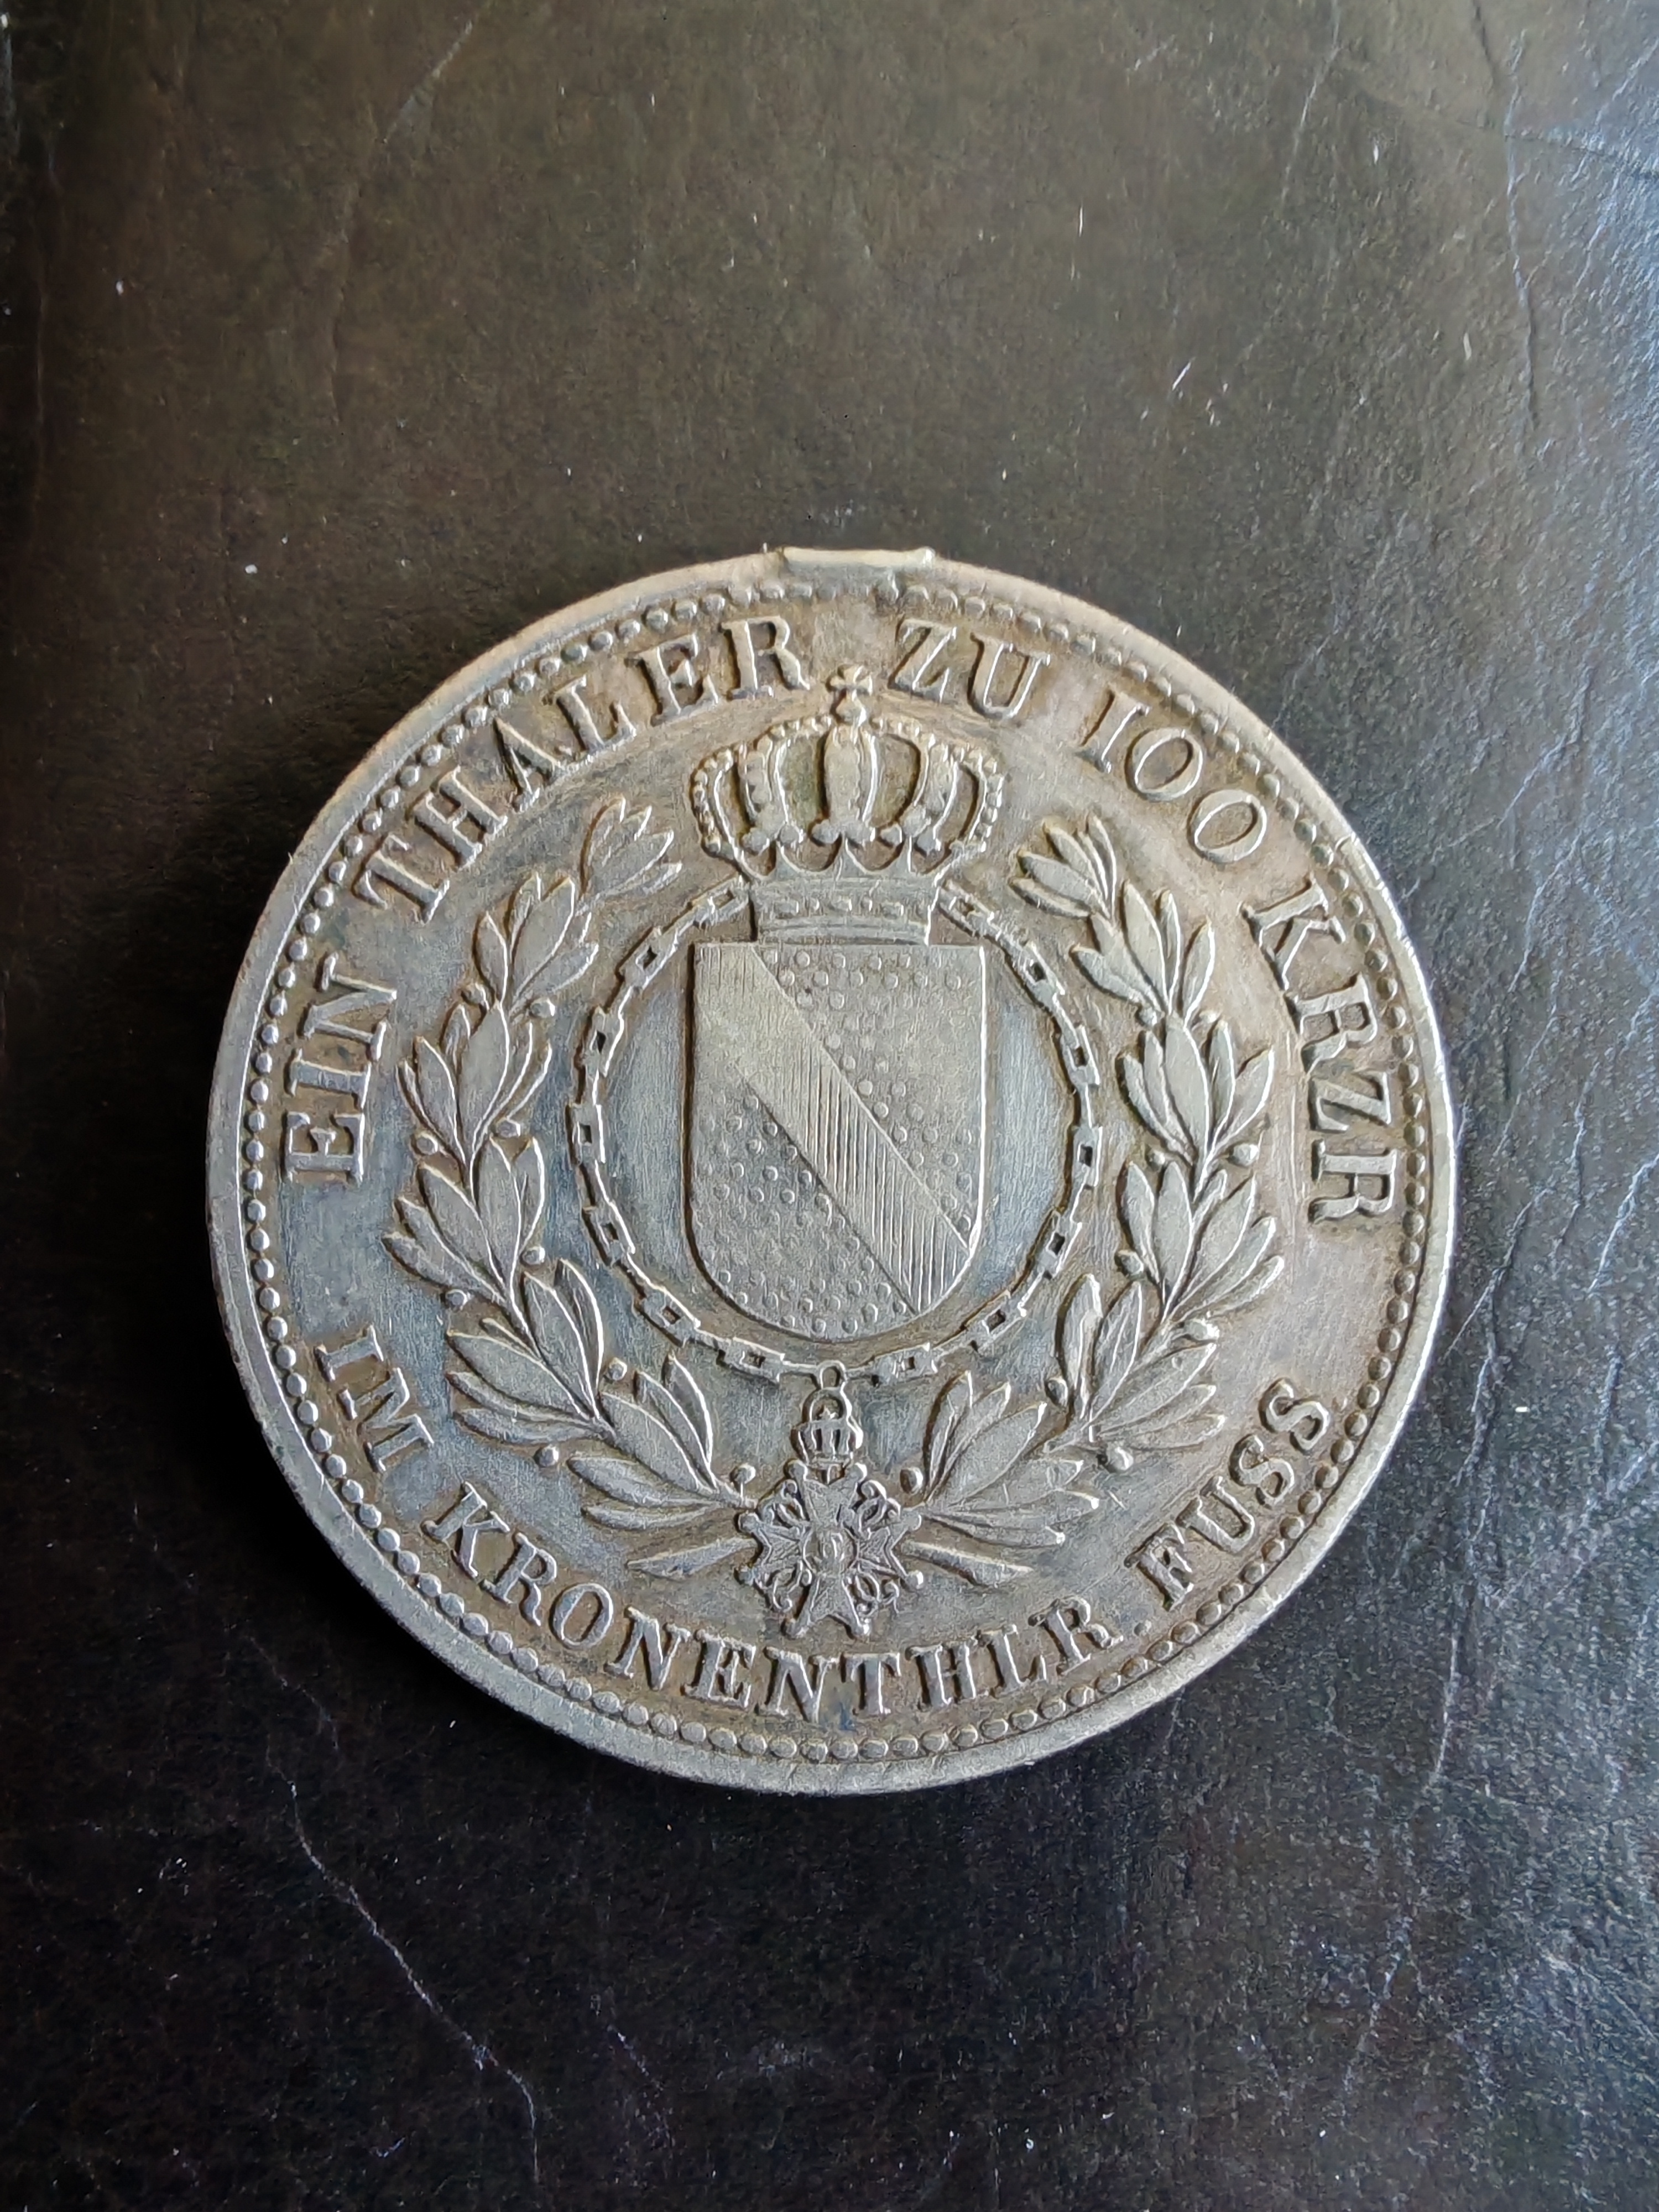 EIN THALER ZU 100 KRZR
IM KRONENTHLR. FUSS